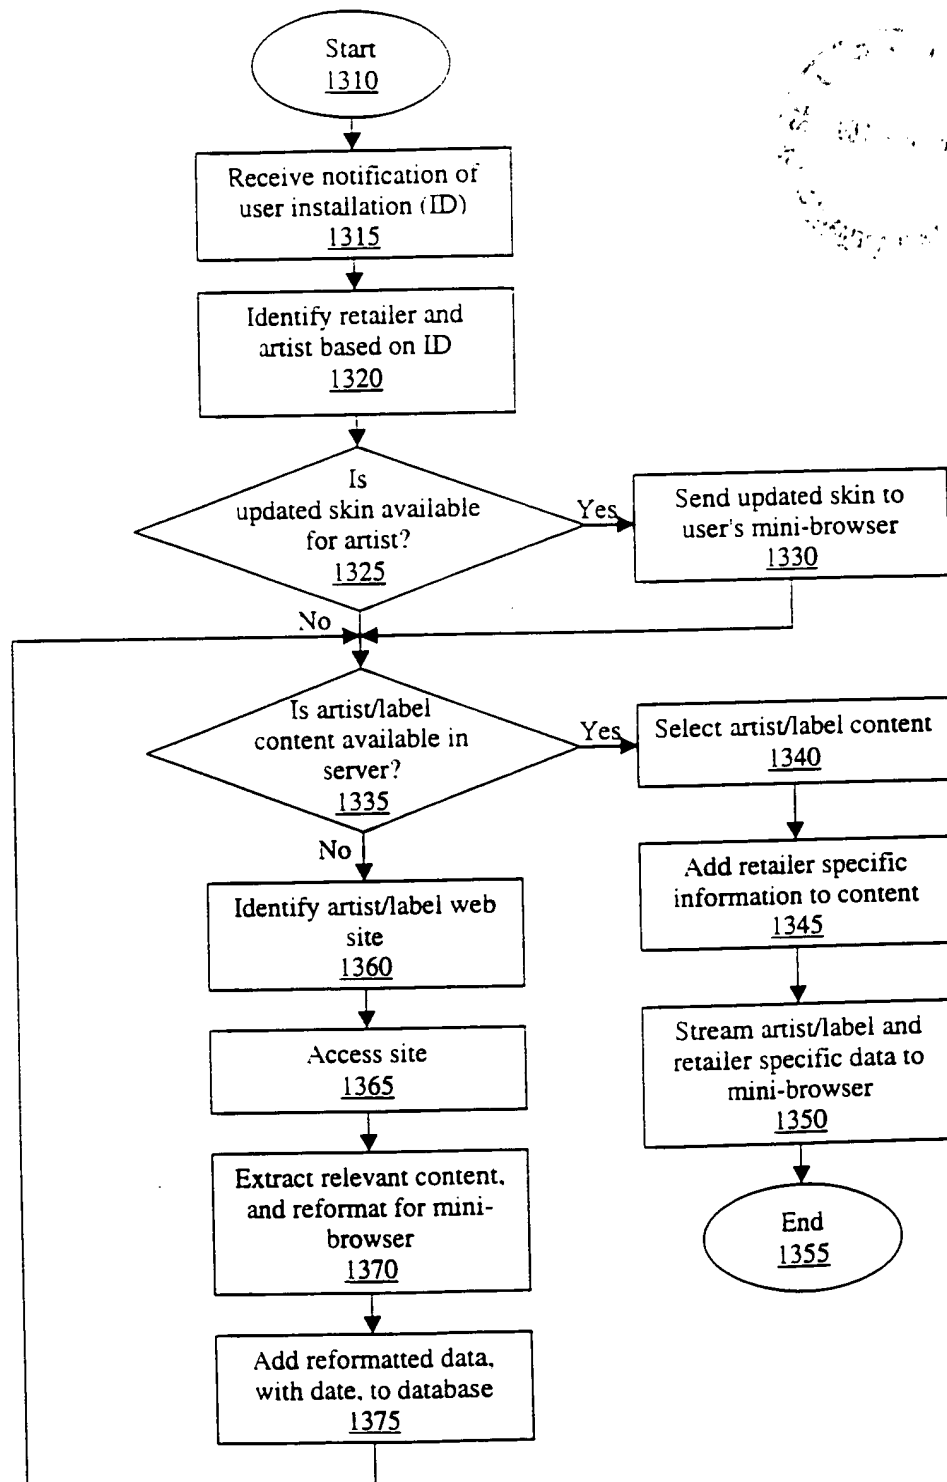 Start
1310
Receive notification of
user installation (ID)
1315
Identify retailer and
artist based on ID
1320
Is
updated skin available
for artist?
1325
Yes
Send updated skin to
user's mini-browser
1330
No
Is artist/label
content available in
server?
1335
Yes
Select artist/label content
1340
No
Add retailer specific
information to content
1345
Identify artist/label web
site
1360
Stream artist/label and
retailer specific data to
mini-browser
1350
Access site
1365
Extract relevant content,
and reformat for mini-
browser
1370
End
1355
Add reformatted data,
with date, to database
1375